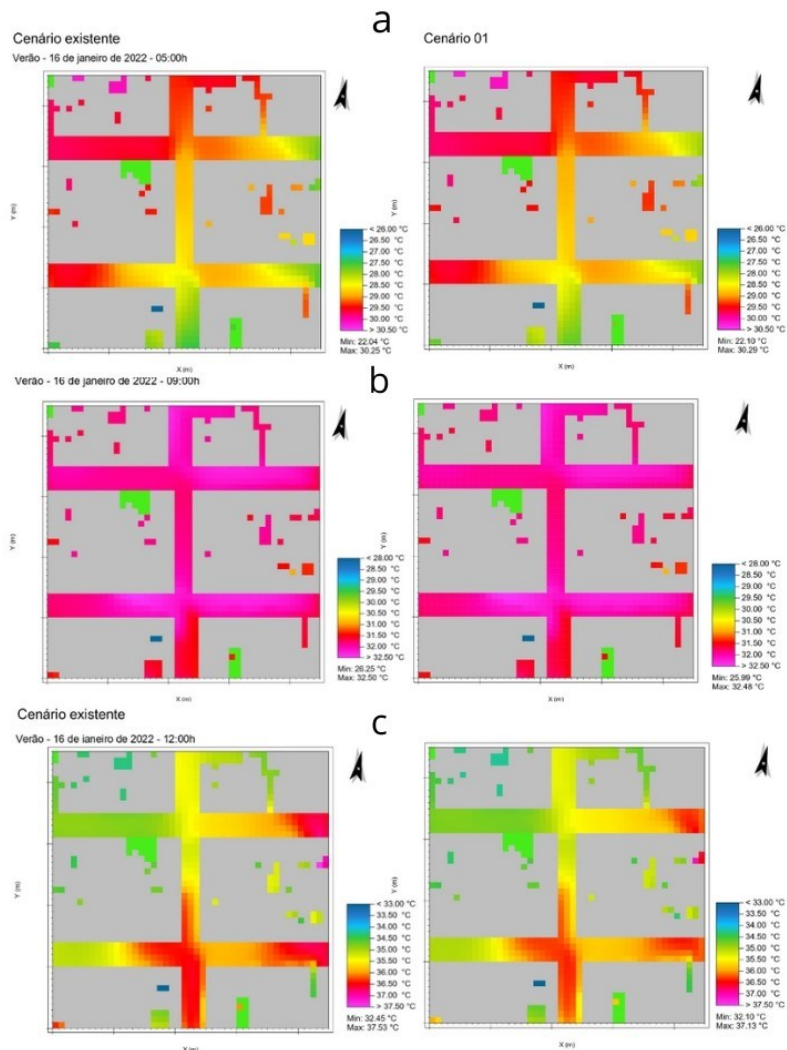 a
Cenário existente
Verão - 16 de janeiro de 2022 - 05:00h
Cenário 01
Y (m)
X (m)
< 26.00 °C
26.50 °C
27.00 °C
27.50 °C
28.00 °C
28.50 °C
29.00 °C
29.50 °C
30.00 °C
> 30.50 °C
Min: 22.04 °C
Max: 30.25 °C
Y (m)
X (m)
< 26.00 °C
26.50 °C
27.00 °C
27.50 °C
28.00 °C
28.50 °C
29.00 °C
29.50 °C
30.00 °C
> 30.50 °C
Min: 22.10 °C
Max: 30.29 °C
b
Verão - 16 de janeiro de 2022 - 09:00h
Y (m)
X (m)
< 28.00 °C
28.50 °C
29.00 °C
29.50 °C
30.00 °C
30.50 °C
31.00 °C
31.50 °C
32.00 °C
> 32.50 °C
Min: 26.25 °C
Max: 32.50 °C
Y (m)
X (m)
< 28.00 °C
28.50 °C
29.00 °C
29.50 °C
30.00 °C
30.50 °C
31.00 °C
31.50 °C
32.00 °C
> 32.50 °C
Min: 25.99 °C
Max: 32.48 °C
c
Cenário existente
Verão - 16 de janeiro de 2022 - 12:00h
Y (m)
X (m)
< 33.00 °C
33.50 °C
34.00 °C
34.50 °C
35.00 °C
35.50 °C
36.00 °C
36.50 °C
37.00 °C
> 37.50 °C
Min: 32.45 °C
Max: 37.53 °C
Y (m)
X (m)
< 33.00 °C
33.50 °C
34.00 °C
34.50 °C
35.00 °C
35.50 °C
36.00 °C
36.50 °C
37.00 °C
> 37.50 °C
Min: 32.10 °C
Max: 37.13 °C